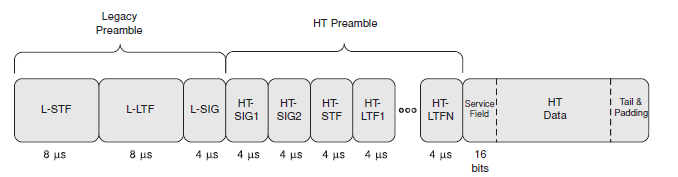 Legacy
Preamble
HT Preamble
L-STF
L-LTF
L-SIG
HT-
SIG1
HT-
SIG2
HT-
STF
HT-
LTF1
HT-
LTFN
Service
Field
HT
Data
Tail &
Padding
8 μs
8 μs
4 μs
4 μs
4 μs
4 μs
4 μs
4 μs
16
bits